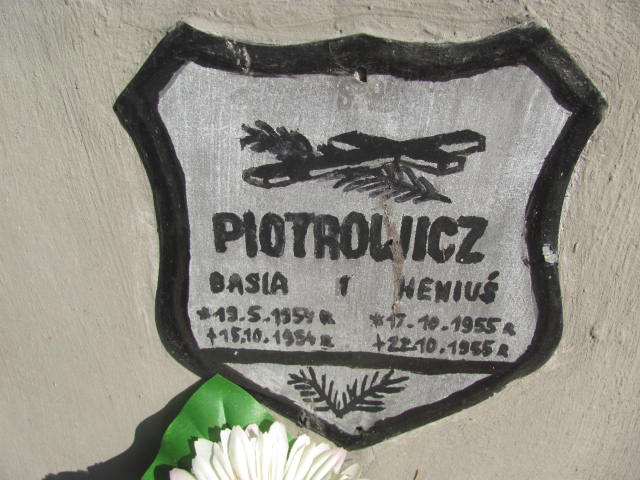 PIOTROWICZ
BASIA I HENIUŚ
*19.5.1954 R *17.10.1955 R
+15.10.1954 R +22.10.1955 R